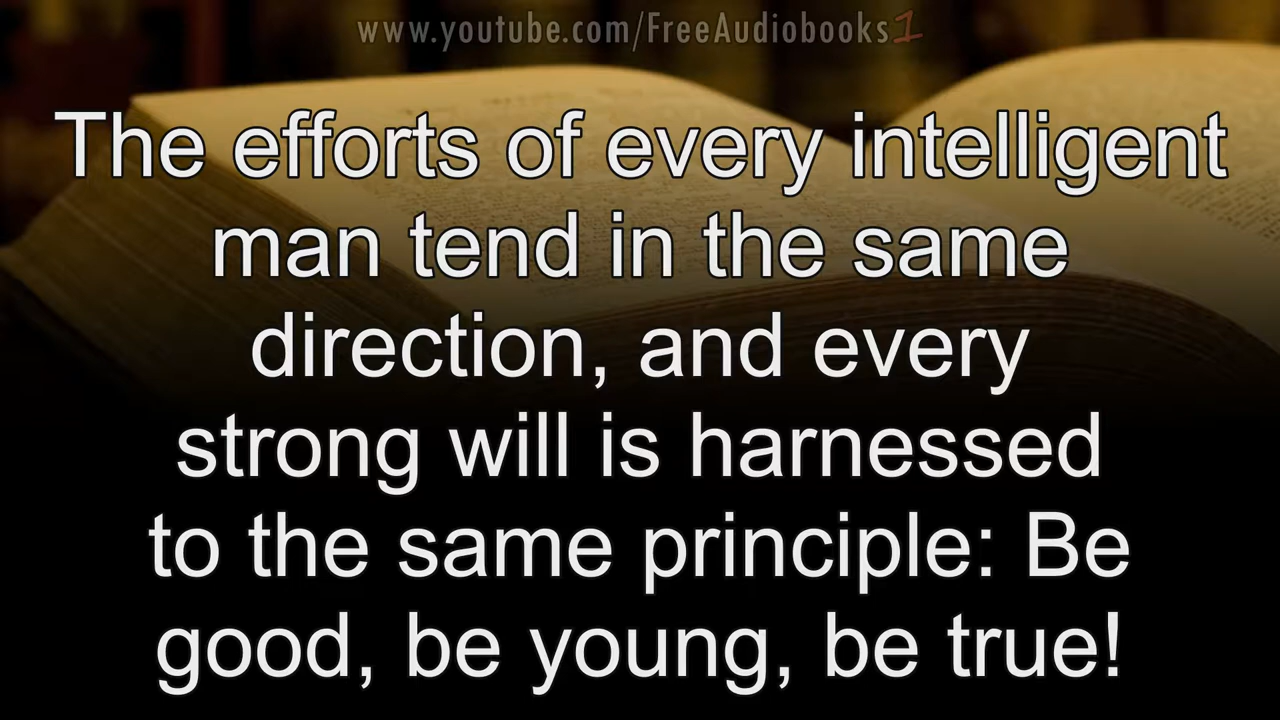 www.youtube.com/FreeAudiobooks1
The efforts of every intelligent
man tend in the same
direction, and every
strong will is harnessed
to the same principle: Be
good, be young, be true!